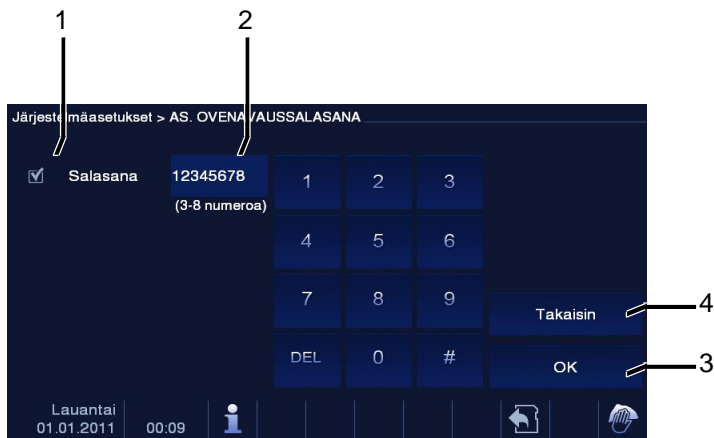 1 2
Järjestelmäasetukset > AS. OVENAVAUSSALASANA
Salasana 12345678 1 2 3
(3-8 numeroa)
4 5 6
7 8 9
Takaisin 4
DEL 0 #
OK 3
Lauantai
01.01.2011 00:09